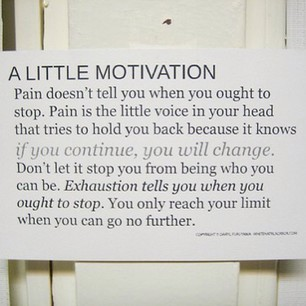 A LITTLE MOTIVATION
Pain doesn't tell you when you ought to
stop. Pain is the little voice in your head
that tries to hold you back because it knows
if you continue, you will change.
Don't let it stop you from being who you
can be. Exhaustion tells you when you
ought to stop. You only reach your limit
when you can go no further.